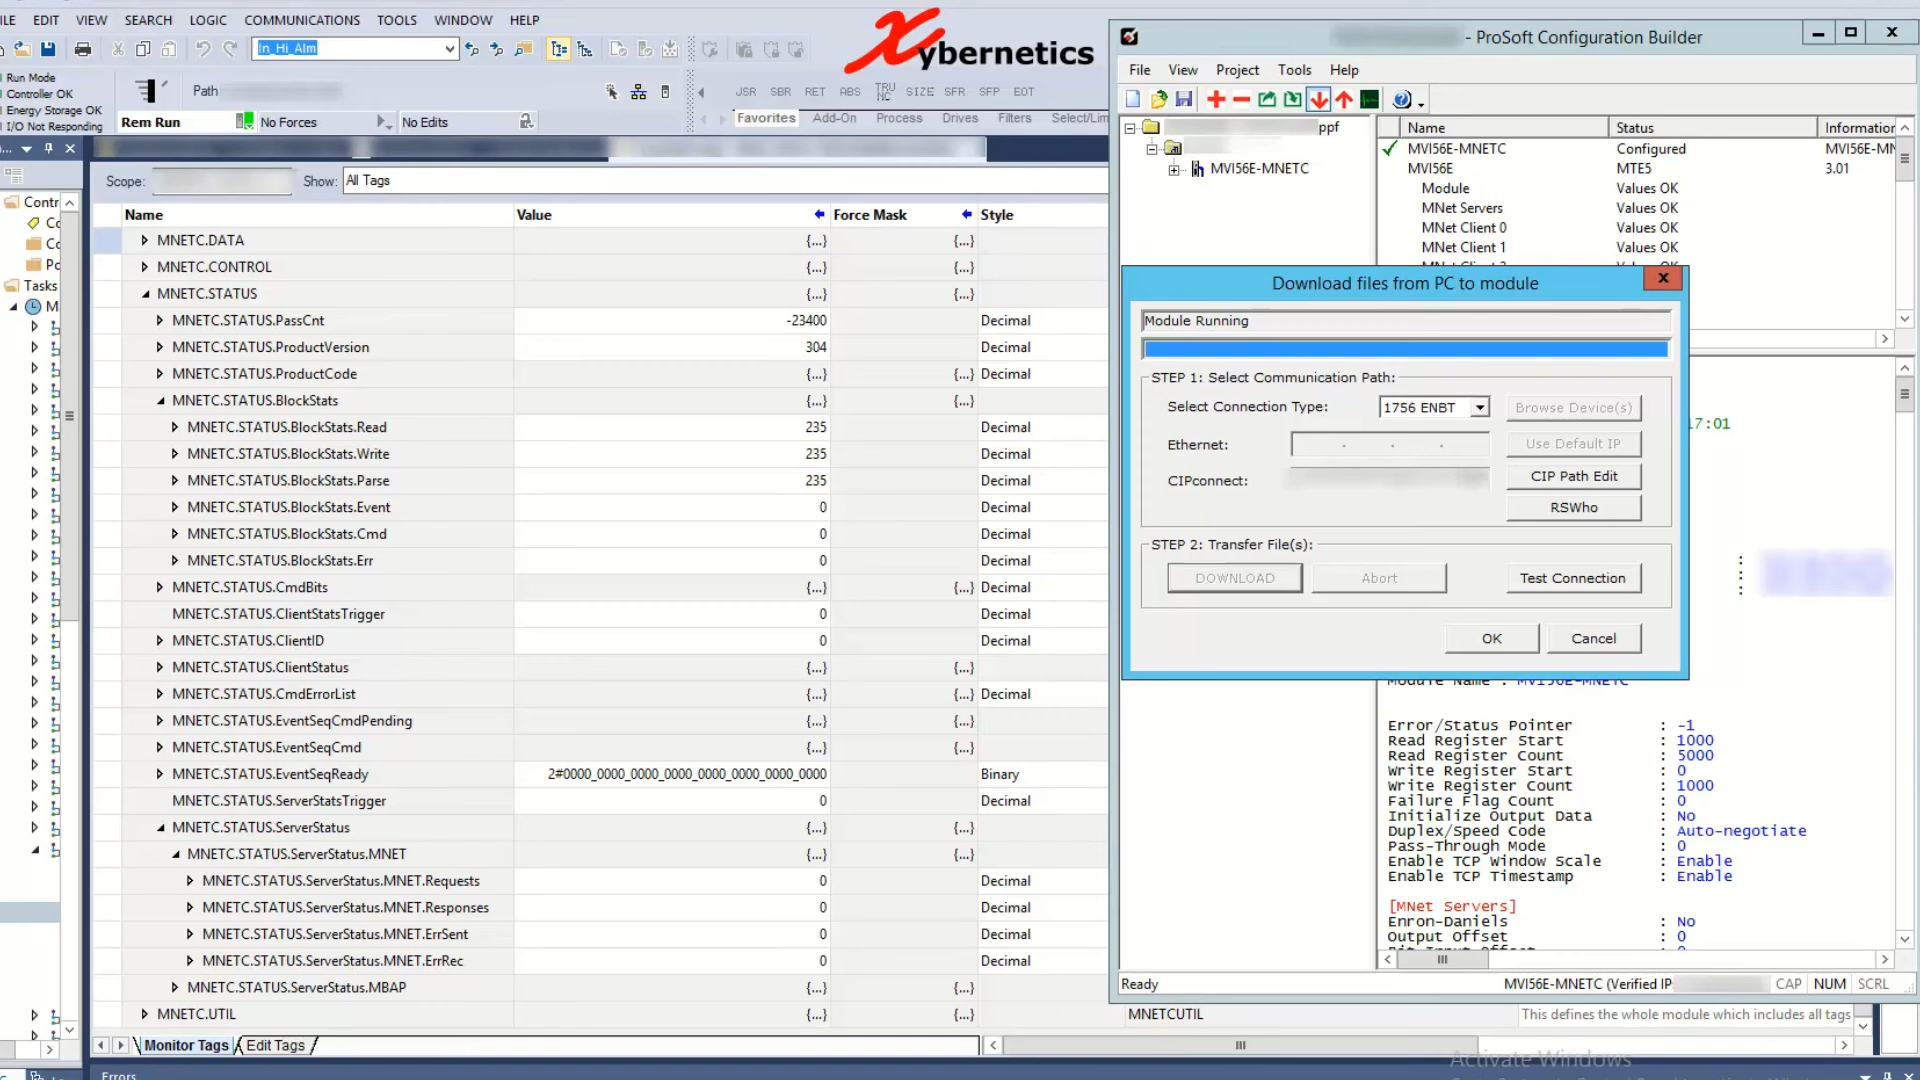 ILE EDIT VIEW SEARCH LOGIC COMMUNICATIONS TOOLS WINDOW HELP
In_Hi_Alm
Xybernetics
Run Mode
Controller OK
Energy Storage OK
I/O Not Responding
Path
Rem Run No Forces No Edits
JSR SBR RET ABS TRUNC SIZE SFR SFP EOT
Favorites Add-On Process Drives Filters Select/Lim
Contr
Tasks
Scope: Show: All Tags
Name Value Force Mask Style
MNETC.DATA {...} {...}
MNETC.CONTROL {...} {...}
MNETC.STATUS {...} {...}
MNETC.STATUS.PassCnt -23400 Decimal
MNETC.STATUS.ProductVersion 304 Decimal
MNETC.STATUS.ProductCode {...} {...} Decimal
MNETC.STATUS.BlockStats {...} {...}
MNETC.STATUS.BlockStats.Read 235 Decimal
MNETC.STATUS.BlockStats.Write 235 Decimal
MNETC.STATUS.BlockStats.Parse 235 Decimal
MNETC.STATUS.BlockStats.Event 0 Decimal
MNETC.STATUS.BlockStats.Cmd 0 Decimal
MNETC.STATUS.BlockStats.Err 0 Decimal
MNETC.STATUS.CmdBits {...} {...} Decimal
MNETC.STATUS.ClientStatsTrigger 0 Decimal
MNETC.STATUS.ClientID 0 Decimal
MNETC.STATUS.ClientStatus {...} {...}
MNETC.STATUS.CmdErrorList {...} {...} Decimal
MNETC.STATUS.EventSeqCmdPending {...} {...}
MNETC.STATUS.EventSeqCmd {...} {...}
MNETC.STATUS.EventSeqReady 2#0000_0000_0000_0000_0000_0000_0000_0000 Binary
MNETC.STATUS.ServerStatsTrigger 0 Decimal
MNETC.STATUS.ServerStatus {...} {...}
MNETC.STATUS.ServerStatus.MNET {...} {...}
MNETC.STATUS.ServerStatus.MNET.Requests 0 Decimal
MNETC.STATUS.ServerStatus.MNET.Responses 0 Decimal
MNETC.STATUS.ServerStatus.MNET.ErrSent 0 Decimal
MNETC.STATUS.ServerStatus.MNET.ErrRec 0 Decimal
MNETC.STATUS.ServerStatus.MBAP {...} {...}
MNETC.UTIL {...} {...} MNETCUTIL This defines the whole module which includes all tags
Monitor Tags Edit Tags
Errors
- ProSoft Configuration Builder
File View Project Tools Help
ppf
MVI56E-MNETC
Name Status Information
MVI56E-MNETC Configured MVI56E-MN
MVI56E MTE5 3.01
Module Values OK
MNet Servers Values OK
MNet Client 0 Values OK
MNet Client 1 Values OK
Download files from PC to module
Module Running
STEP 1: Select Communication Path:
Select Connection Type: 1756 ENBT Browse Device(s)
Ethernet: . . . Use Default IP
CIPconnect: CIP Path Edit
RSWho
STEP 2: Transfer File(s):
DOWNLOAD Abort Test Connection
OK Cancel
17:01
Module Name : MVI56E-MNETC
Error/Status Pointer : -1
Read Register Start : 1000
Read Register Count : 5000
Write Register Start : 0
Write Register Count : 1000
Failure Flag Count : 0
Initialize Output Data : No
Duplex/Speed Code : Auto-negotiate
Pass-Through Mode : 0
Enable TCP Window Scale : Enable
Enable TCP Timestamp : Enable
[MNet Servers]
Enron-Daniels : No
Output Offset : 0
Ready MVI56E-MNETC (Verified IP CAP NUM SCRL
Activate Windows